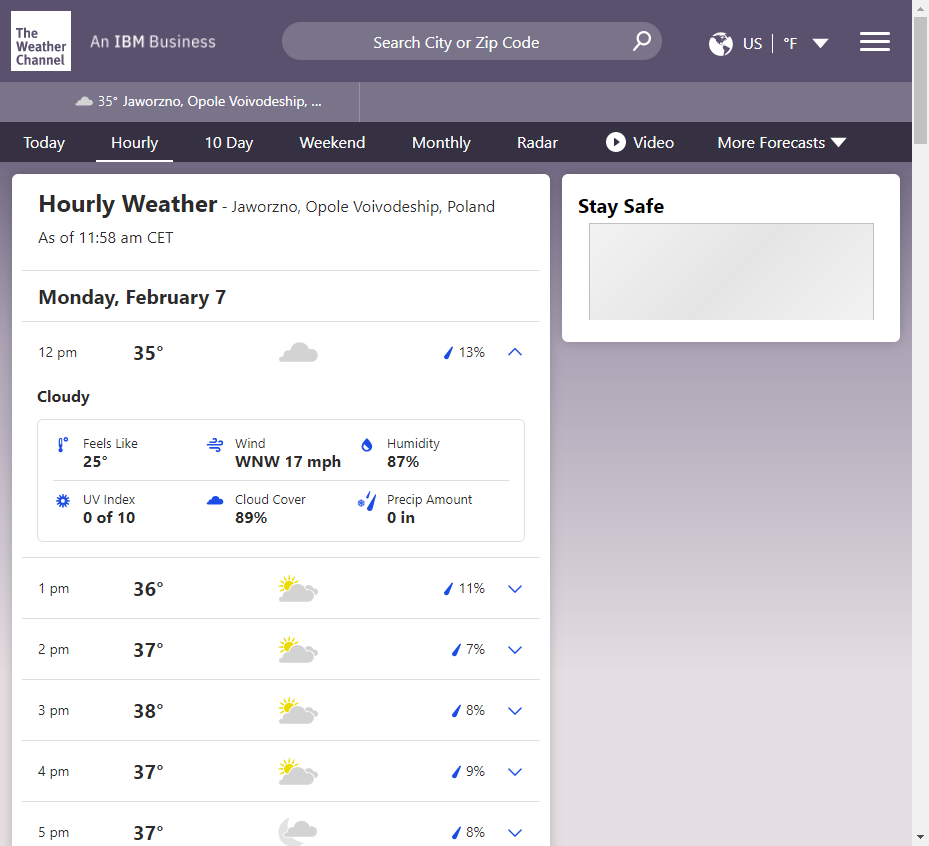 The
Weather
Channel
An IBM Business
Search City or Zip Code
US
°F
35° Jaworzno, Opole Voivodeship, ...
Today
Hourly
10 Day
Weekend
Monthly
Radar
Video
More Forecasts
Hourly Weather - Jaworzno, Opole Voivodeship, Poland
As of 11:58 am CET
Stay Safe
Monday, February 7
12 pm 35° 13%
Cloudy
Feels Like
25°
Wind
WNW 17 mph
Humidity
87%
UV Index
0 of 10
Cloud Cover
89%
Precip Amount
0 in
1 pm 36° 11%
2 pm 37° 7%
3 pm 38° 8%
4 pm 37° 9%
5 pm 37° 8%